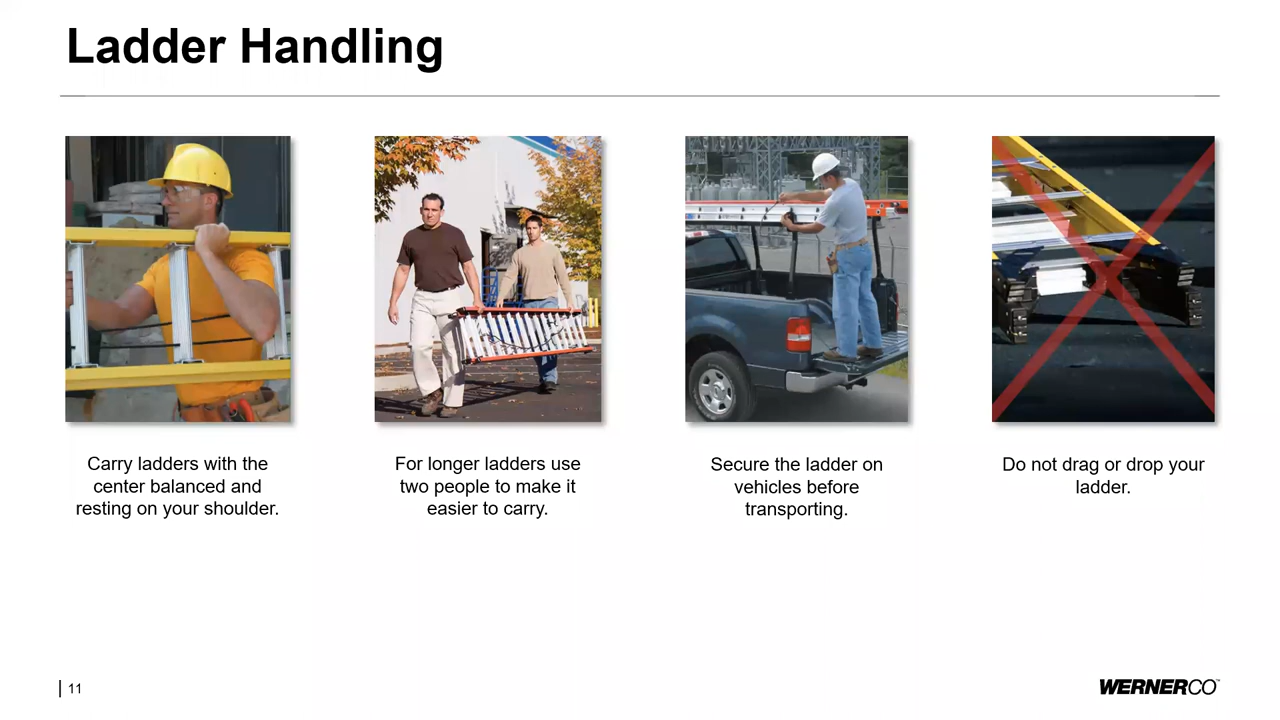 Ladder Handling
Carry ladders with the
center balanced and
resting on your shoulder.
For longer ladders use
two people to make it
easier to carry.
Secure the ladder on
vehicles before
transporting.
Do not drag or drop your
ladder.
11
WERNERCO™